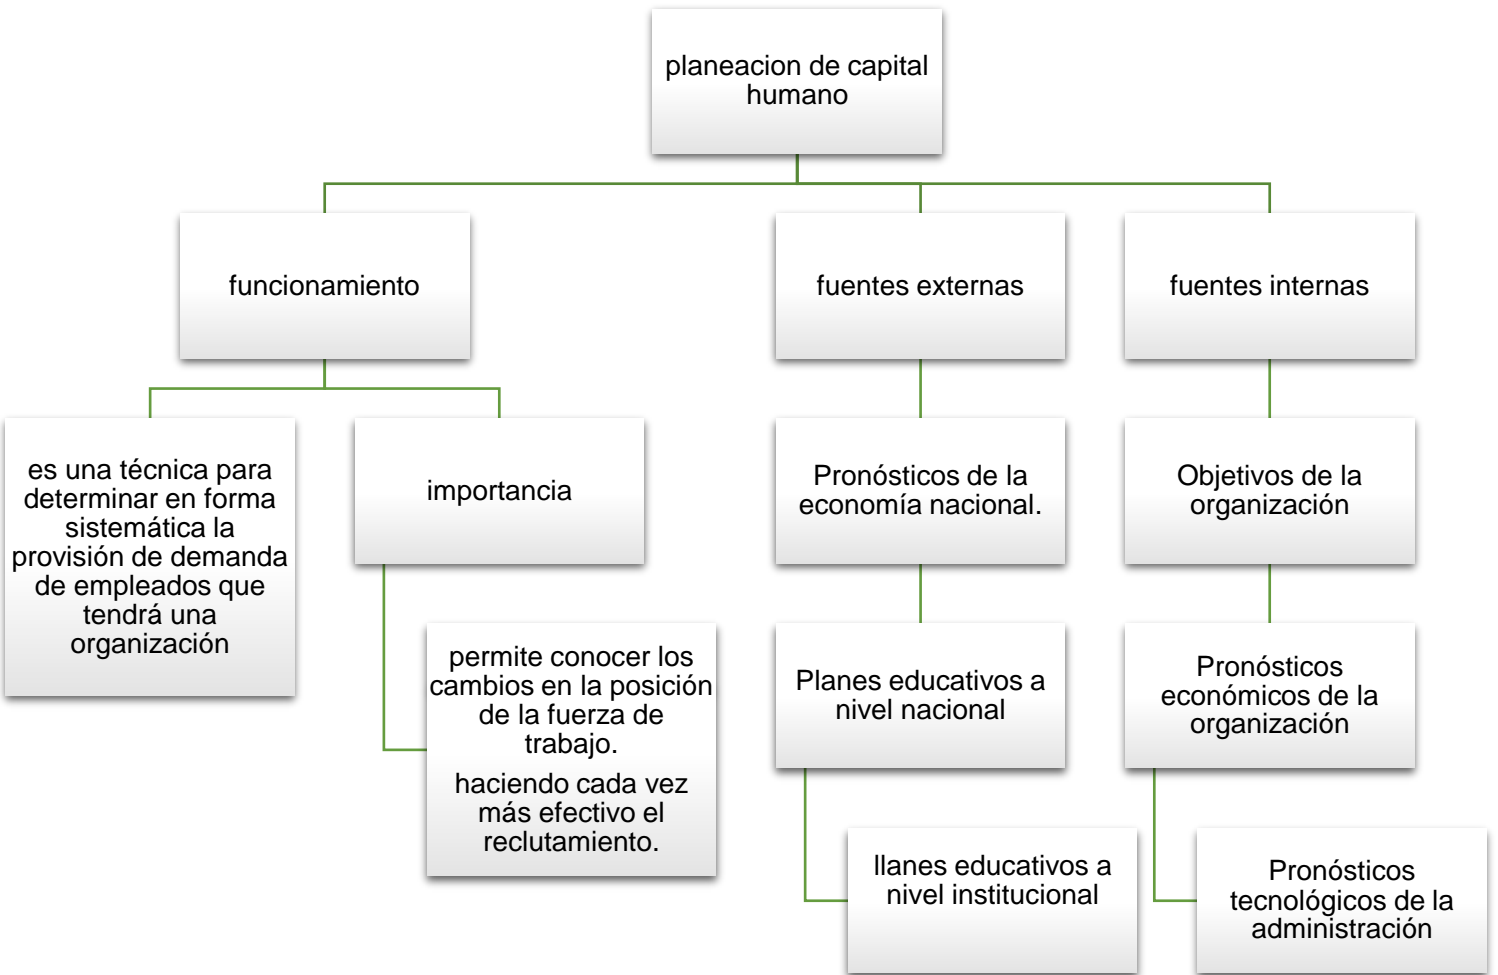 planeacion de capital
humano
funcionamiento
fuentes externas
fuentes internas
es una técnica para
determinar en forma
sistemática la
provisión de demanda
de empleados que
tendrá una
organización
importancia
Pronósticos de la
economía nacional.
Objetivos de la
organización
permite conocer los
cambios en la posición
de la fuerza de
trabajo.
haciendo cada vez
más efectivo el
reclutamiento.
Planes educativos a
nivel nacional
Pronósticos
económicos de la
organización
llanes educativos a
nivel institucional
Pronósticos
tecnológicos de la
administración